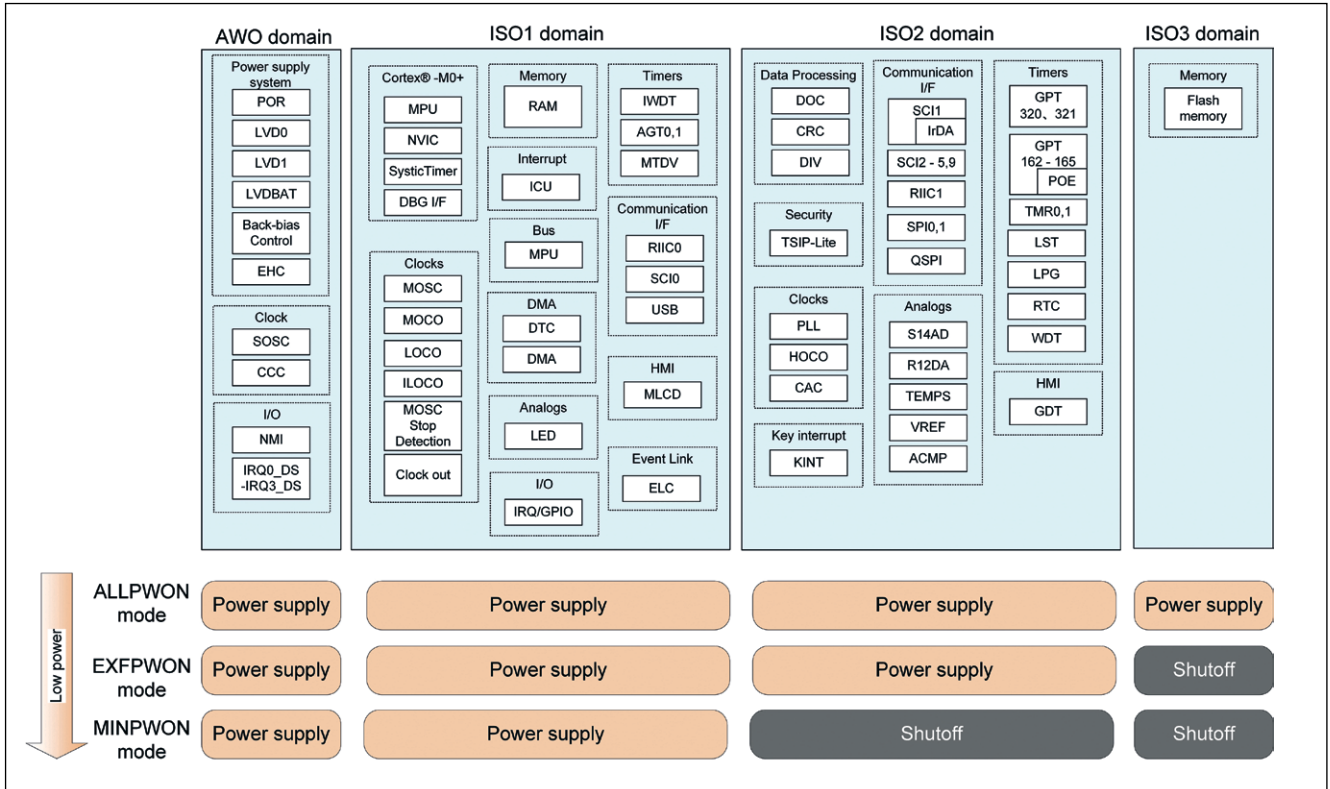 AWO domain
Power supply
system
POR
LVD0
LVD1
LVDBAT
Back-bias
Control
EHC
Clock
SOSC
CCC
I/O
NMI
IRQ0_DS
-IRQ3_DS
ISO1 domain
Cortex® -M0+
MPU
NVIC
SysticTimer
DBG I/F
Clocks
MOSC
MOCO
LOCO
ILOCO
MOSC
Stop
Detection
Clock out
Memory
RAM
Interrupt
ICU
Bus
MPU
DMA
DTC
DMA
Analogs
LED
I/O
IRQ/GPIO
Timers
IWDT
AGT0,1
MTDV
Communication
I/F
RIIC0
SCI0
USB
HMI
MLCD
Event Link
ELC
ISO2 domain
Data Processing
DOC
CRC
DIV
Security
TSIP-Lite
Clocks
PLL
HOCO
CAC
Key interrupt
KINT
Communication
I/F
SCI1
IrDA
SCI2 - 5,9
RIIC1
SPI0,1
QSPI
Analogs
S14AD
R12DA
TEMPS
VREF
ACMP
Timers
GPT
320、321
GPT
162 - 165
POE
TMR0,1
LST
LPG
RTC
WDT
HMI
GDT
ISO3 domain
Memory
Flash
memory
Low power
ALLPWON
mode
Power supply
Power supply
Power supply
Power supply
EXFPWON
mode
Power supply
Power supply
Power supply
Shutoff
MINPWON
mode
Power supply
Power supply
Shutoff
Shutoff